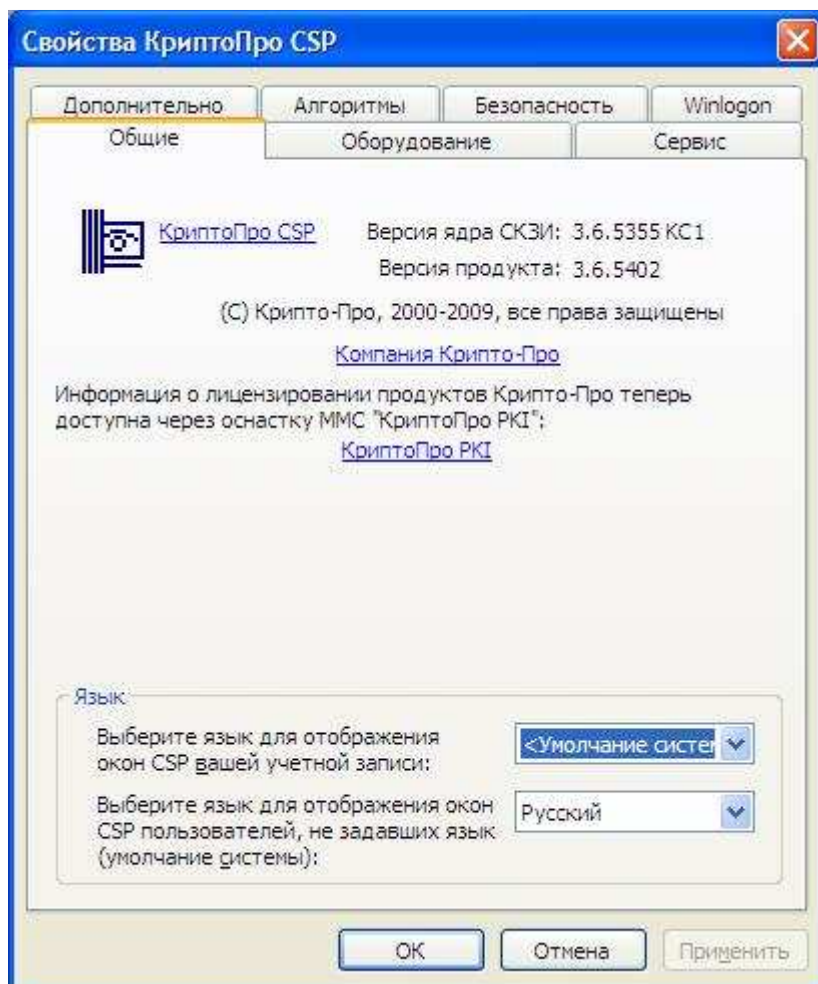 Свойства КриптоПро CSP
Дополнительно Алгоритмы Безопасность Winlogon
Общие Оборудование Сервис
КриптоПро CSP Версия ядра СКЗИ: 3.6.5355 КС1
Версия продукта: 3.6.5402
(C) Крипто-Про, 2000-2009, все права защищены
Компания Крипто-Про
Информация о лицензировании продуктов Крипто-Про теперь
доступна через оснастку ММС "КриптоПро PKI":
КриптоПро PKI
Язык
Выберите язык для отображения
окон CSP вашей учетной записи:
<Умолчание систем
Выберите язык для отображения окон
CSP пользователей, не задавших язык
(умолчание системы):
Русский
ОК Отмена Применить